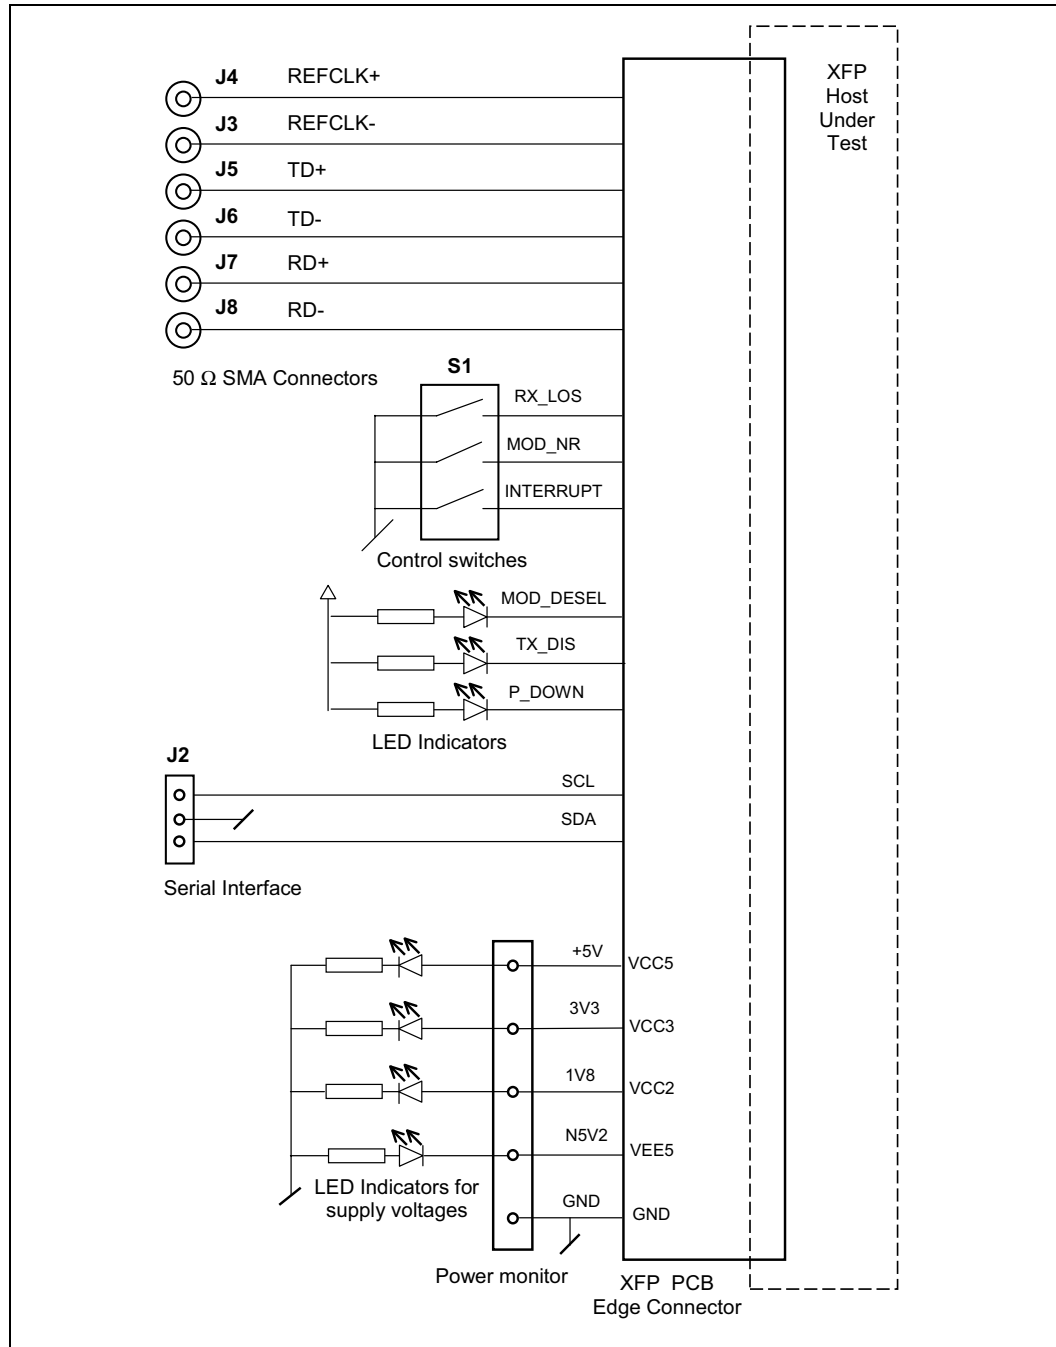 XFP
Host
Under
Test
J4 REFCLK+
J3 REFCLK-
J5 TD+
J6 TD-
J7 RD+
J8 RD-
50 Ω SMA Connectors
S1
RX_LOS
MOD_NR
INTERRUPT
Control switches
MOD_DESEL
TX_DIS
P_DOWN
LED Indicators
J2
SCL
SDA
Serial Interface
+5V VCC5
3V3 VCC3
1V8 VCC2
N5V2 VEE5
LED Indicators for
supply voltages
GND GND
Power monitor
XFP PCB
Edge Connector